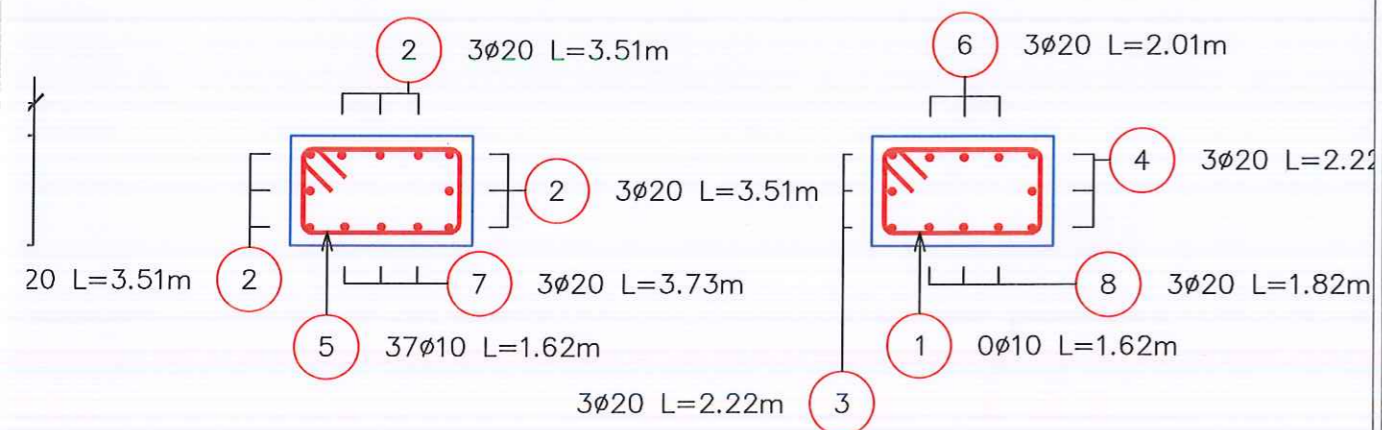 2 3ø20 L=3.51m
6 3ø20 L=2.01m
2 3ø20 L=3.51m
4 3ø20 L=2.22
20 L=3.51m 2
7 3ø20 L=3.73m
8 3ø20 L=1.82m
5 37ø10 L=1.62m
1 0ø10 L=1.62m
3ø20 L=2.22m 3